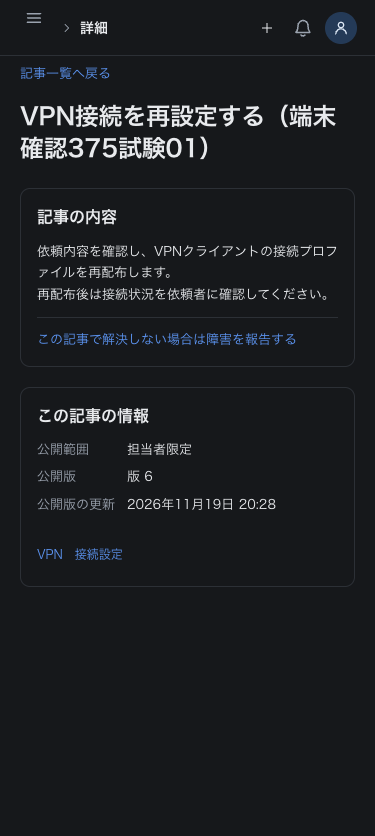 詳細
記事一覧へ戻る
VPN接続を再設定する（端末
確認375試験01）
記事の内容
依頼内容を確認し、VPNクライアントの接続プロフ
ァイルを再配布します。
再配布後は接続状況を依頼者に確認してください。
この記事で解決しない場合は障害を報告する
この記事の情報
公開範囲 担当者限定
公開版 版 6
公開版の更新 2026年11月19日 20:28
VPN 接続設定